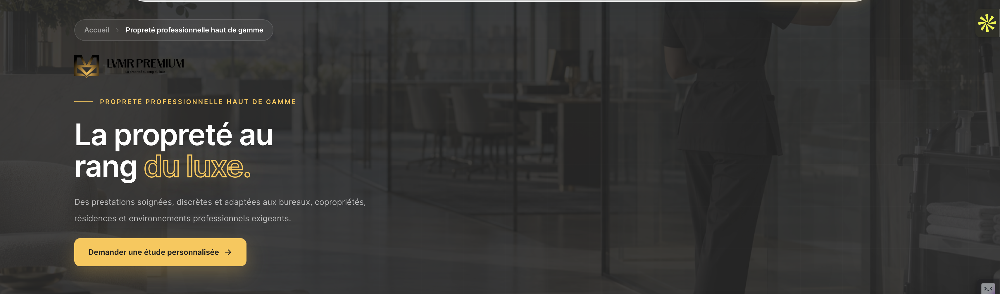 Accueil > Propreté professionnelle haut de gamme
LVMR PREMIUM
La propreté au rang du luxe
PROPRETÉ PROFESSIONNELLE HAUT DE GAMME
La propreté au
rang du luxe.
Des prestations soignées, discrètes et adaptées aux bureaux, copropriétés,
résidences et environnements professionnels exigeants.
Demander une étude personnalisée →